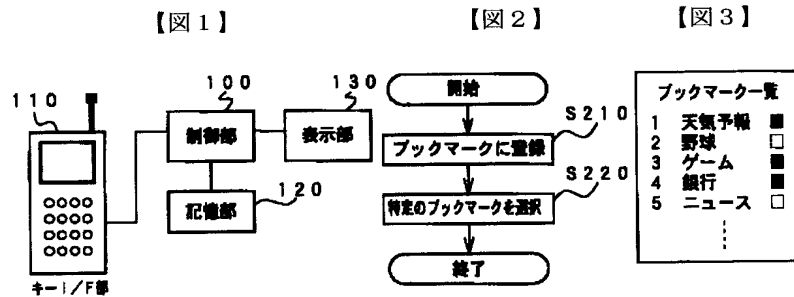 【図1】
110
100
130
制御部
表示部
120
記憶部
キーI/F部
【図2】
開始
S210
ブックマークに登録
S220
特定のブックマークを選択
終了
【図3】
ブックマーク一覧
1 天気予報 ■
2 野球 □
3 ゲーム ■
4 銀行 ■
5 ニュース □